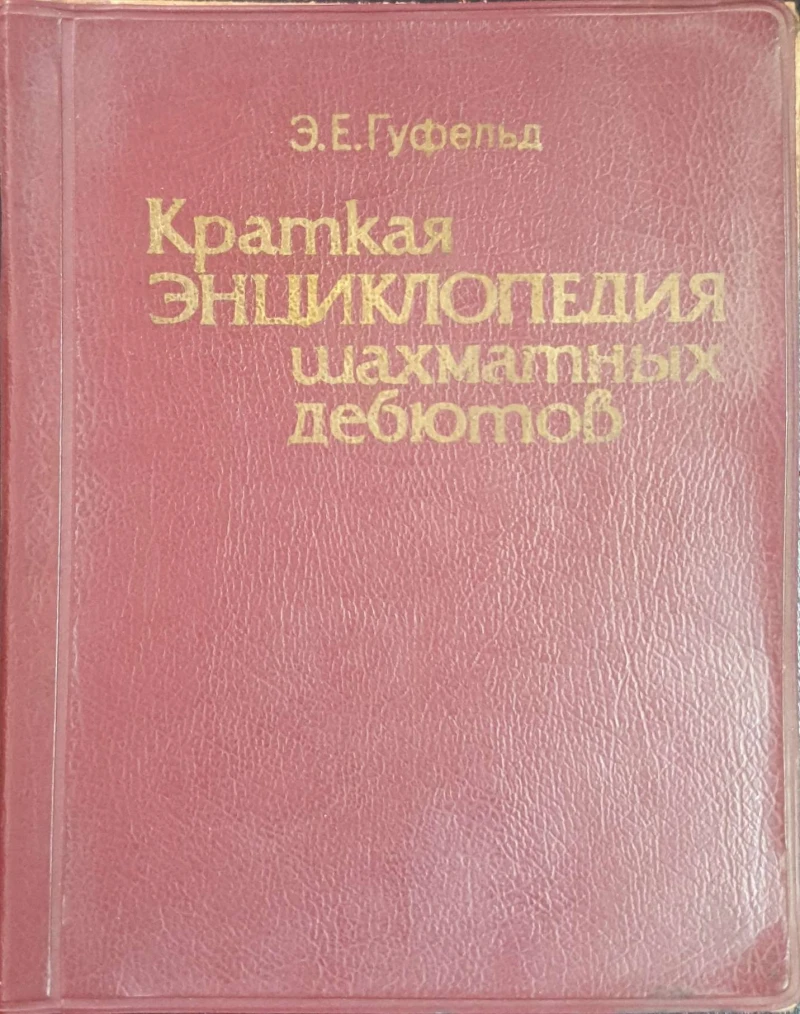 Э.Е.Гуфельд
Краткая
ЭНЦИКЛОПЕДИЯ
шахматных
дебютов